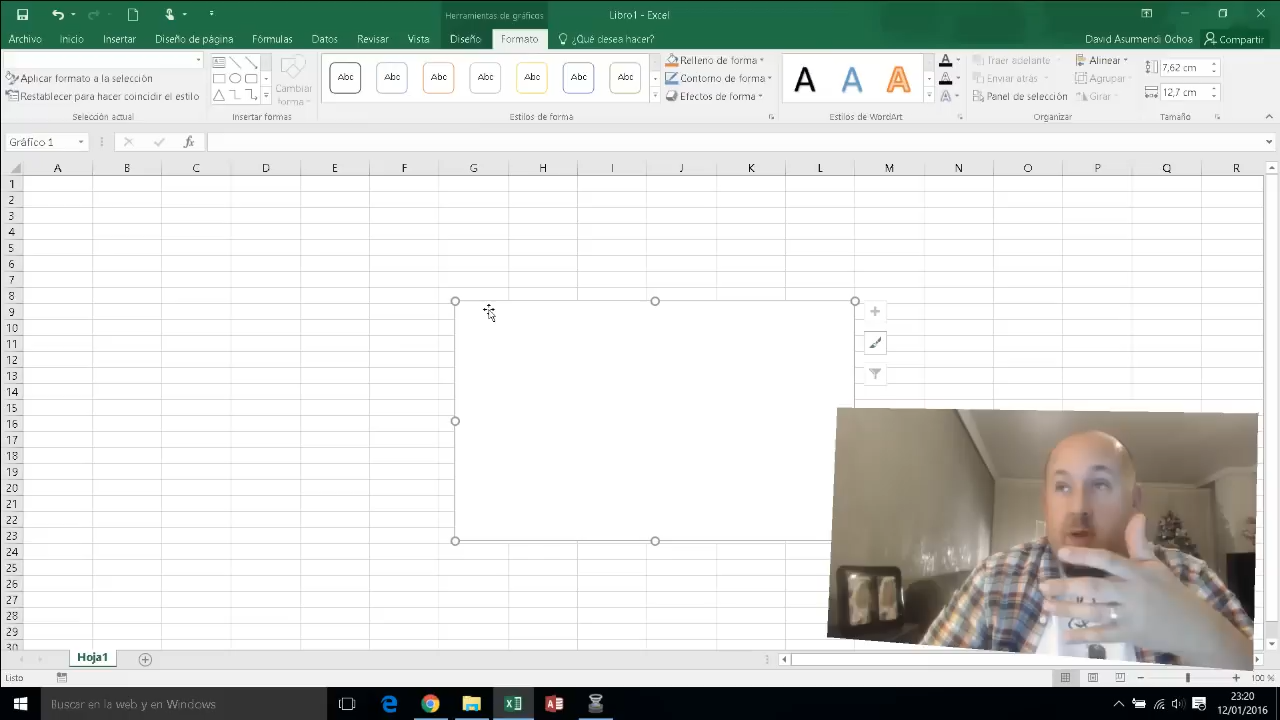 Herramientas de gráficos
Libro1 - Excel
Archivo Inicio Insertar Diseño de página Fórmulas Datos Revisar Vista Diseño Formato ¿Qué desea hacer? David Asumendi Ochoa Compartir
Aplicar formato a la selección
Restablecer para hacer coincidir el estilo
Selección actual
Cambiar forma
Insertar formas
Abc Abc Abc Abc Abc Abc Abc
Estilos de forma
Relleno de forma
Contorno de forma
Efectos de forma
A A A
Estilos de WordArt
A
A
A
Traer adelante
Enviar atrás
Panel de selección
Alinear
Agrupar
Girar
Organizar
7,62 cm
12,7 cm
Tamaño
Gráfico 1
fx
A B C D E F G H I J K L M N O P Q R
1
2
3
4
5
6
7
8
9
10
11
12
13
14
15
16
17
18
19
20
21
22
23
24
25
26
27
28
29
30
Hoja1
Listo
100 %
Buscar en la web y en Windows
23:20
12/01/2016